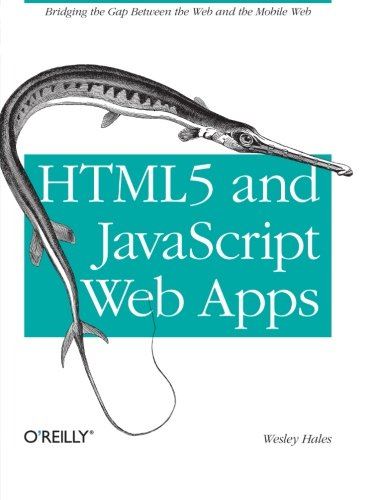 Bridging the Gap Between the Web and the Mobile Web
HTML5 and
JavaScript
Web Apps
O'REILLY®
Wesley Hales